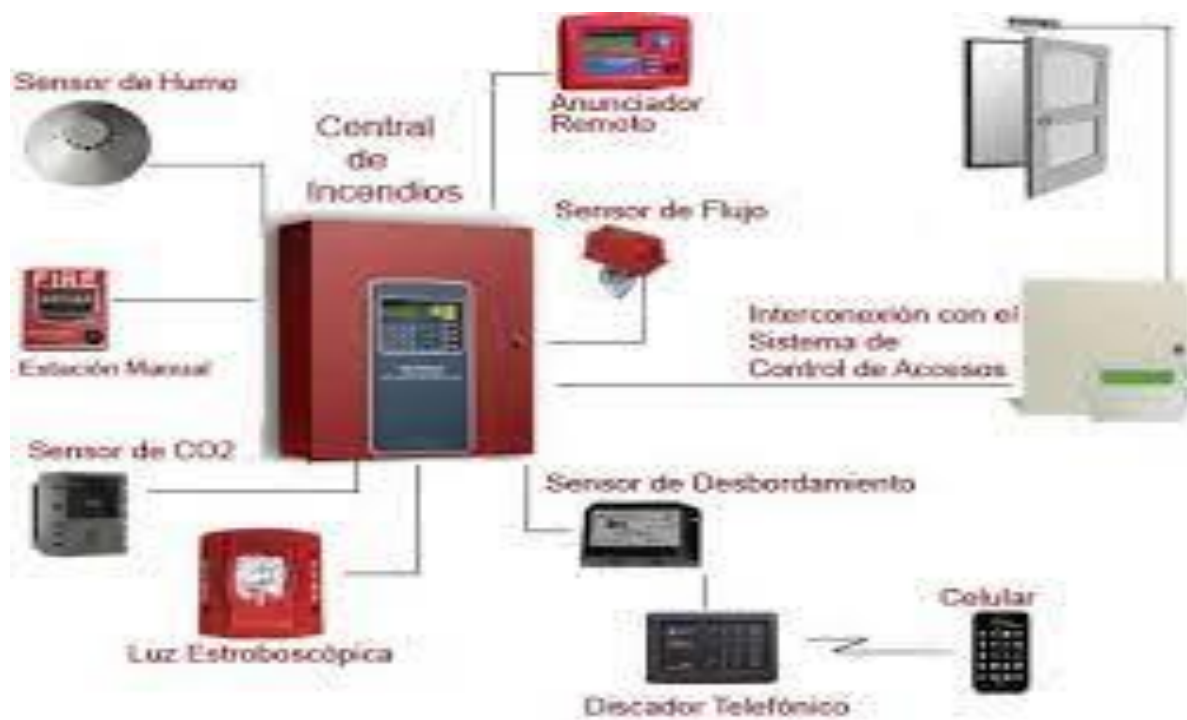 Sensor de Humo
Central
de
Incendios
Anunciador
Remoto
Sensor de Flujo
FIRE
Estación Manual
Interconexión con el
Sistema de
Control de Accesos
Sensor de CO2
Sensor de Desbordamiento
Luz Estroboscópica
Celular
Discador Telefónico